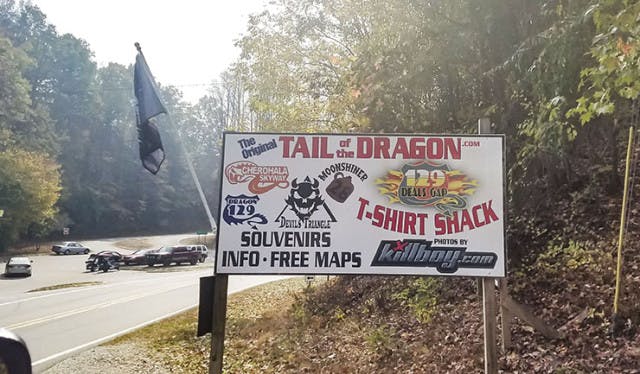 The Original TAIL of the DRAGON.COM
CHEROHALA SKYWAY
MOONSHINER
129
DEALS GAP
DRAGON
129
DEVILS TRIANGLE
T-SHIRT SHACK
SOUVENIRS
INFO · FREE MAPS
PHOTOS BY
killboy.com